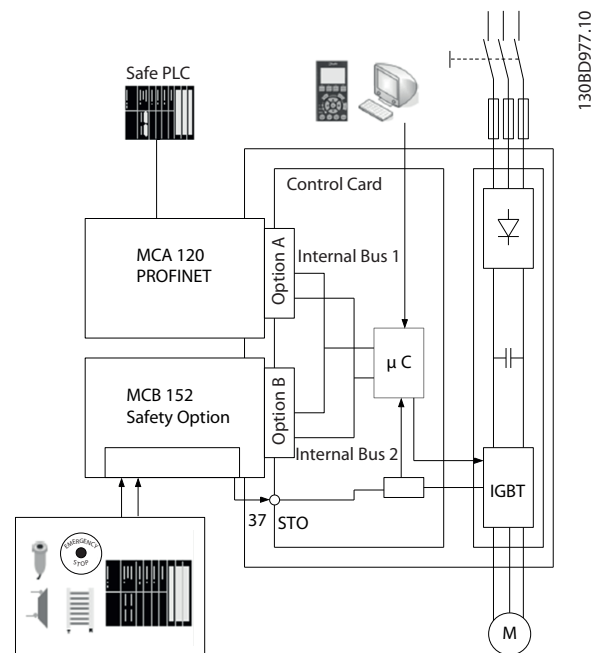 130BD977.10
Safe PLC
Control Card
MCA 120
PROFINET
Option A
Internal Bus 1
µ C
MCB 152
Safety Option
Option B
Internal Bus 2
IGBT
37
STO
EMERGENCY
STOP
M